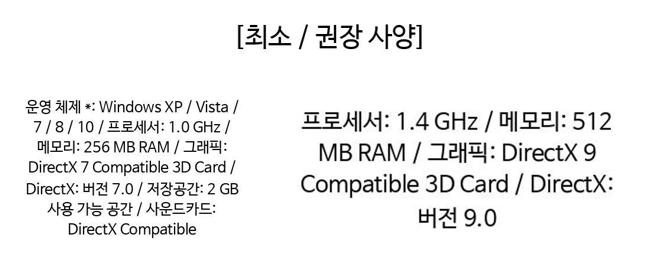 [최소 / 권장 사양]
운영 체제 *: Windows XP / Vista /
7 / 8 / 10 / 프로세서: 1.0 GHz /
메모리: 256 MB RAM / 그래픽:
DirectX 7 Compatible 3D Card /
DirectX: 버전 7.0 / 저장공간: 2 GB
사용 가능 공간 / 사운드카드:
DirectX Compatible
프로세서: 1.4 GHz / 메모리: 512
MB RAM / 그래픽: DirectX 9
Compatible 3D Card / DirectX:
버전 9.0